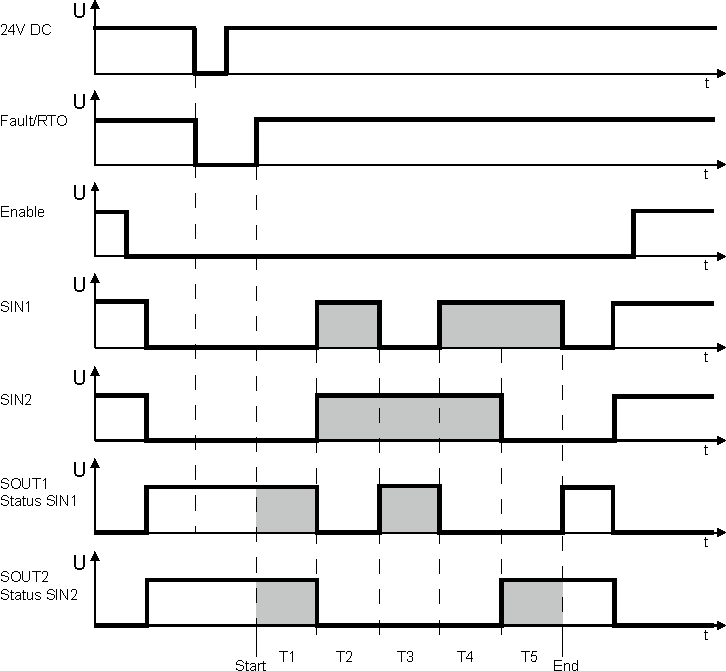 U
24V DC
t
U
Fault/RTO
t
U
Enable
t
U
SIN1
t
U
SIN2
t
U
SOUT1
Status SIN1
t
U
SOUT2
Status SIN2
t
Start T1 T2 T3 T4 T5 End